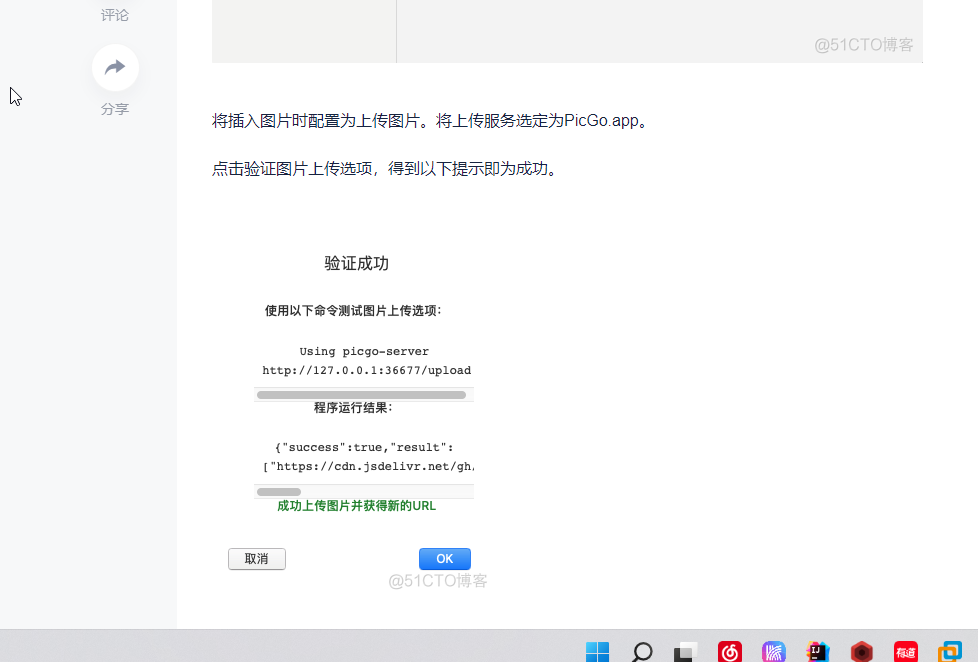 评论
@51CTO博客
分享
将插入图片时配置为上传图片。将上传服务选定为PicGo.app。
点击验证图片上传选项，得到以下提示即为成功。
验证成功
使用以下命令测试图片上传选项：
Using picgo-server
http://127.0.0.1:36677/upload
程序运行结果：
{"success":true,"result":
["https://cdn.jsdelivr.net/gh/
成功上传图片并获得新的URL
取消
OK
@51CTO博客
IJ
有道